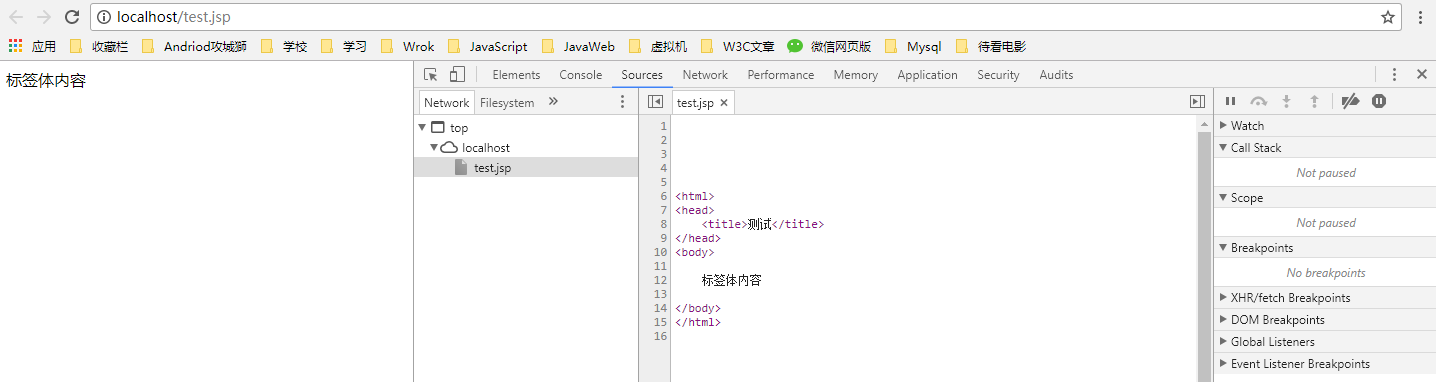 localhost/test.jsp
应用 收藏栏 Andriod攻城狮 学校 学习 Wrok JavaScript JavaWeb 虚拟机 W3C文章 微信网页版 Mysql 待看电影
标签体内容
Elements Console Sources Network Performance Memory Application Security Audits
Network Filesystem »
top
localhost
test.jsp
test.jsp ×
1
2
3
4
5
6 <html>
7 <head>
8 <title>测试</title>
9 </head>
10 <body>
11
12 标签体内容
13
14 </body>
15 </html>
16
Watch
Call Stack
Not paused
Scope
Not paused
Breakpoints
No breakpoints
XHR/fetch Breakpoints
DOM Breakpoints
Global Listeners
Event Listener Breakpoints